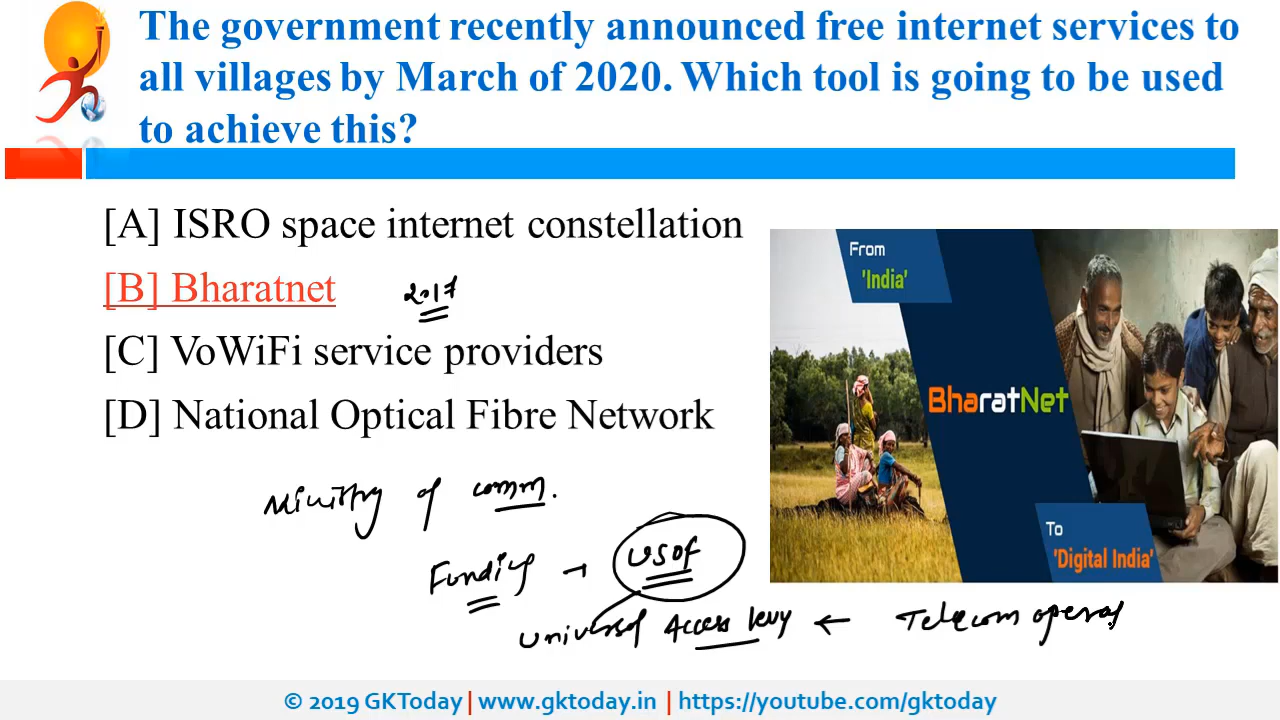 The government recently announced free internet services to
all villages by March of 2020. Which tool is going to be used
to achieve this?
[A] ISRO space internet constellation
[B] Bharatnet
2017
[C] VoWiFi service providers
[D] National Optical Fibre Network
From
'India'
BharatNet
To
'Digital India'
Ministry of comm.
Funding → USOF
Universal Access levy ← Telecom operat
© 2019 GKToday | www.gktoday.in | https://youtube.com/gktoday